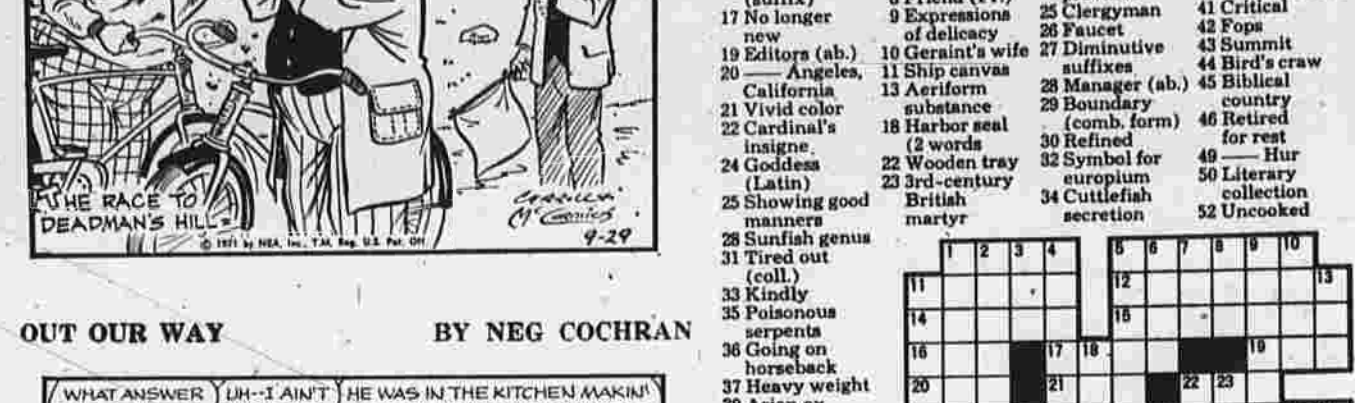 THE RACE TO
DEADMAN'S HILL
© 1971 by NEA, Inc., T.M. Reg. U.S. Pat. Off
9-29
OUT OUR WAY
BY NEG COCHRAN
WHAT ANSWER
UH--I AIN'T
HE WAS IN THE KITCHEN MAKIN'
(suffix)
17 No longer
new
19 Editors (ab.)
20 —— Angeles,
California
21 Vivid color
22 Cardinal's
insigne
24 Goddess
(Latin)
25 Showing good
manners
28 Sunfish genus
31 Tired out
(coll.)
33 Kindly
35 Poisonous
serpents
36 Going on
horseback
37 Heavy weight
9 Expressions
of delicacy
10 Geraint's wife
11 Ship canvas
13 Aeriform
substance
18 Harbor seal
(2 words
22 Wooden tray
23 3rd-century
British
martyr
25 Clergyman
26 Faucet
27 Diminutive
suffixes
28 Manager (ab.)
29 Boundary
(comb. form)
30 Refined
32 Symbol for
europium
34 Cuttlefish
secretion
41 Critical
42 Fops
43 Summit
44 Bird's craw
45 Biblical
country
46 Retired
for rest
49 —— Hur
50 Literary
collection
52 Uncooked
1 2 3 4 5 6 7 8 9 10
11 12 13
14 15
16 17 18 19
20 21 22 23